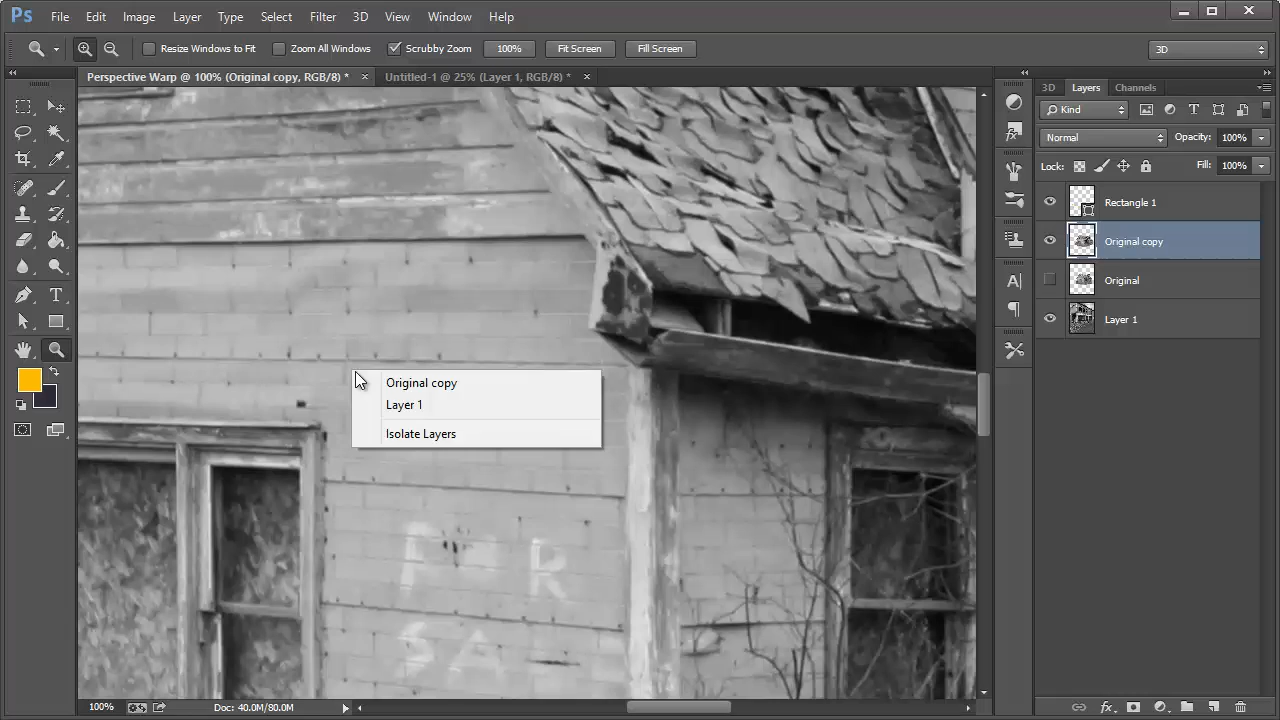 Ps File Edit Image Layer Type Select Filter 3D View Window Help
Resize Windows to Fit Zoom All Windows Scrubby Zoom 100% Fit Screen Fill Screen 3D
Perspective Warp @ 100% (Original copy, RGB/8) * × Untitled-1 @ 25% (Layer 1, RGB/8) * ×
3D Layers Channels
Kind
Normal Opacity: 100%
Lock: Fill: 100%
Rectangle 1
Original copy
Original
Layer 1
Original copy
Layer 1
Isolate Layers
F R
SA
100% Doc: 40.0M/80.0M